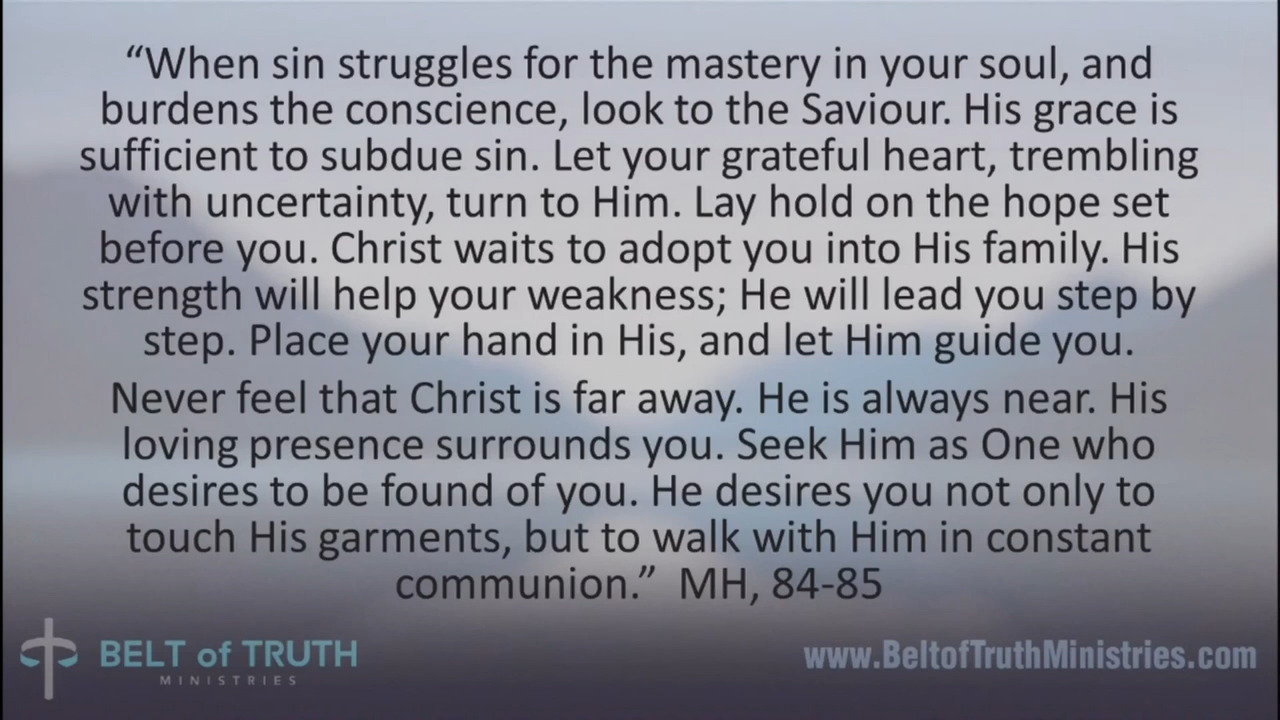 “When sin struggles for the mastery in your soul, and
burdens the conscience, look to the Saviour. His grace is
sufficient to subdue sin. Let your grateful heart, trembling
with uncertainty, turn to Him. Lay hold on the hope set
before you. Christ waits to adopt you into His family. His
strength will help your weakness; He will lead you step by
step. Place your hand in His, and let Him guide you.
Never feel that Christ is far away. He is always near. His
loving presence surrounds you. Seek Him as One who
desires to be found of you. He desires you not only to
touch His garments, but to walk with Him in constant
communion.” MH, 84-85
BELT of TRUTH
MINISTRIES
www.BeltofTruthMinistries.com